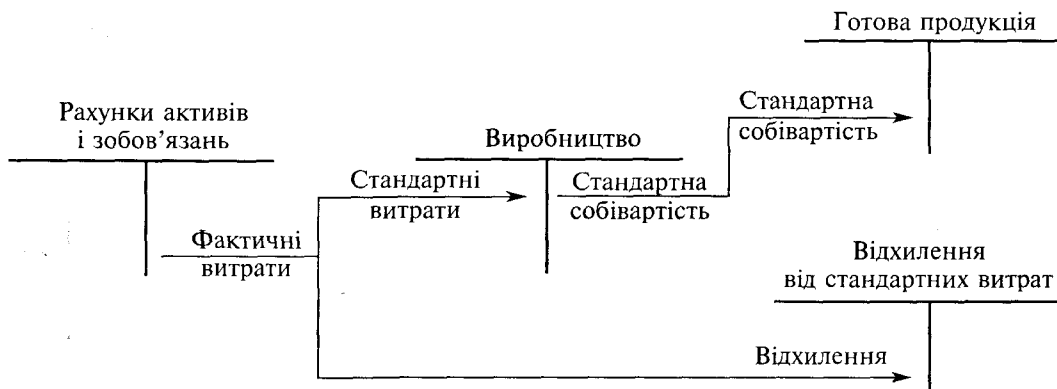 Готова продукція
Рахунки активів
і зобов'язань
Виробництво
Стандартна
собівартість
Стандартні
витрати
Стандартна
собівартість
Фактичні
витрати
Відхилення
від стандартних витрат
Відхилення